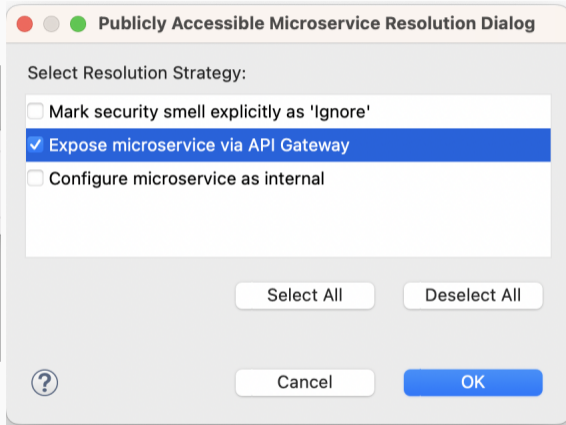 Publicly Accessible Microservice Resolution Dialog
Select Resolution Strategy:
Mark security smell explicitly as 'Ignore'
Expose microservice via API Gateway
Configure microservice as internal
Select All
Deselect All
?
Cancel
OK